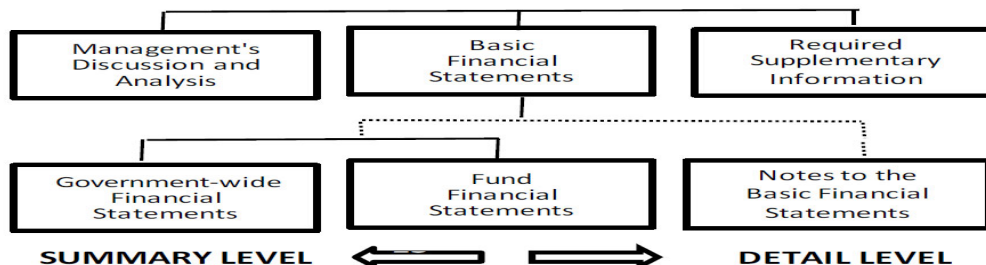 Management's
Discussion and
Analysis
Basic
Financial
Statements
Required
Supplementary
Information
Government-wide
Financial
Statements
Fund
Financial
Statements
Notes to the
Basic Financial
Statements
SUMMARY LEVEL
DETAIL LEVEL